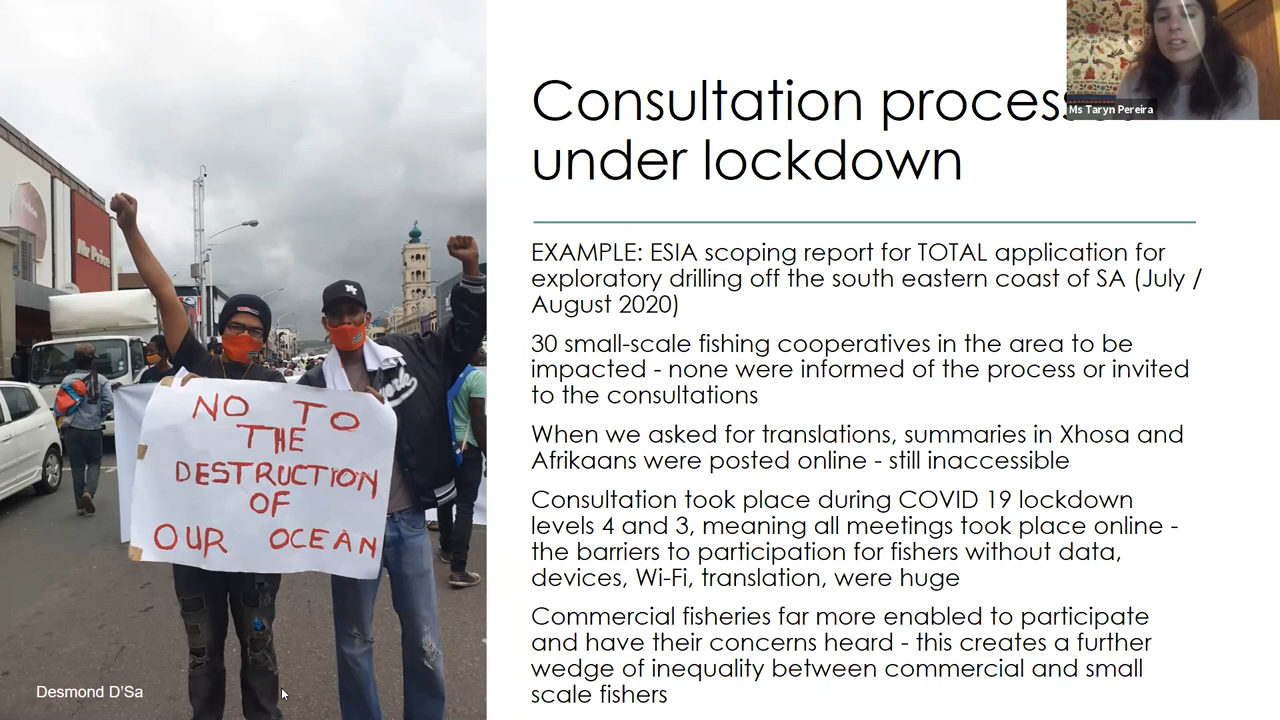 Consultation process
under lockdown
Ms Taryn Pereira
EXAMPLE: ESIA scoping report for TOTAL application for
exploratory drilling off the south eastern coast of SA (July /
August 2020)
30 small-scale fishing cooperatives in the area to be
impacted - none were informed of the process or invited
to the consultations
When we asked for translations, summaries in Xhosa and
Afrikaans were posted online - still inaccessible
Consultation took place during COVID 19 lockdown
levels 4 and 3, meaning all meetings took place online -
the barriers to participation for fishers without data,
devices, Wi-Fi, translation, were huge
Commercial fisheries far more enabled to participate
and have their concerns heard - this creates a further
wedge of inequality between commercial and small
scale fishers
Mr Price
NO TO
THE
DESTRUCTION
OF
OUR OCEAN
Desmond D'Sa